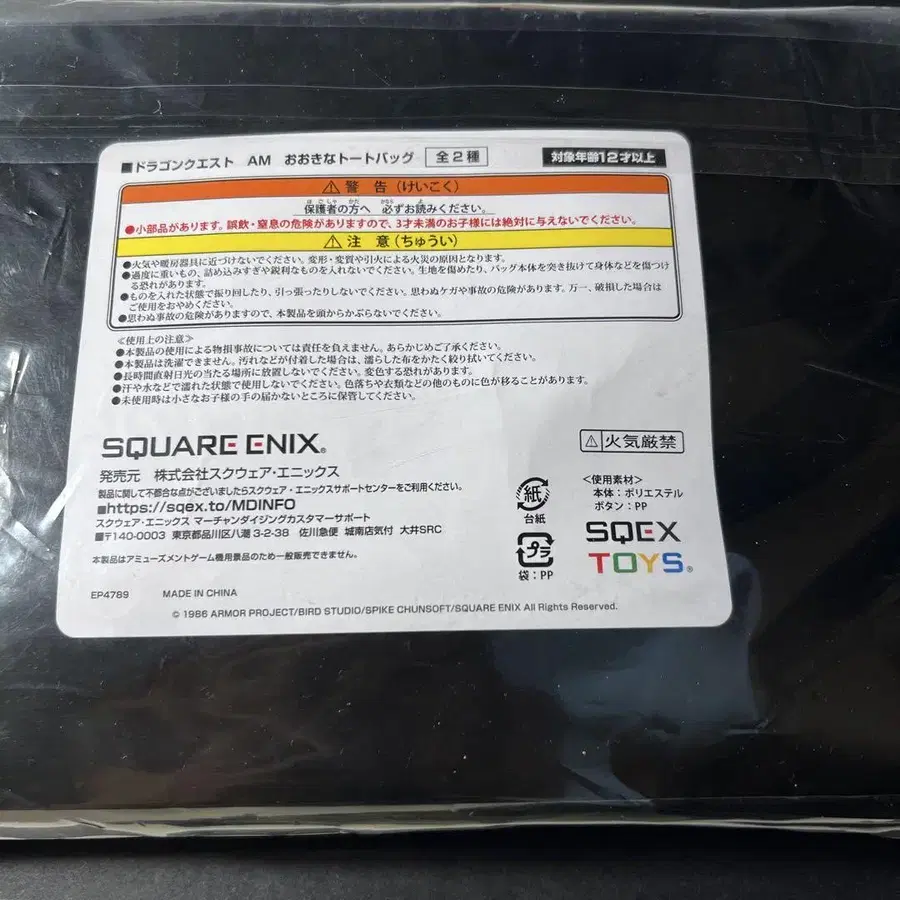 ■ドラゴンクエスト AM おおきなトートバッグ 全2種 対象年齢12才以上
⚠警告(けいこく)
保護者の方へ 必ずお読みください。
●小部品があります。誤飲・窒息の危険がありますので、3才未満のお子様には絶対に与えないでください。
⚠注意(ちゅうい)
●火気や暖房器具に近づけないでください。変形・変質や引火による火災の原因となります。
●過度に重いもの、詰め込みすぎや鋭利なものを入れないでください。生地を傷めたり、バッグ本体を突き抜けて身体などを傷つけ
る恐れがあります。
●ものを入れた状態で振り回したり、引っ張ったりしないでください。思わぬケガや事故の危険があります。万一、破損した場合は
ご使用をおやめください。
●思わぬ事故の危険がありますので、本製品を頭からかぶらないでください。
≪使用上の注意≫
●本製品の使用による物損事故については責任を負えません。あらかじめご了承ください。
●本製品は洗濯できません。汚れなどが付着した場合は、濡らした布をかたく絞り拭いてください。
●長時間直射日光の当たる場所に放置しないでください。変色する恐れがあります。
●汗や水などで濡れた状態で使用しないでください。色落ちや衣類などの他のものに色が移ることがあります。
●未使用時は小さなお子様の手の届かないところに保管してください。
SQUARE ENIX®
⚠火気厳禁
発売元 株式会社スクウェア・エニックス
製品に関して不都合な点がございましたらスクウェア・エニックスサポートセンターをご利用ください。
■https://sqex.to/MDINFO
スクウェア・エニックス マーチャンダイジングカスタマーサポート
■〒140-0003 東京都品川区八潮 3-2-38 佐川急便 城南店気付 大井SRC
本製品はアミューズメントゲーム機用景品のため一般販売できません。
紙
台紙
プラ
袋:PP
<使用素材>
本体:ポリエステル
ボタン:PP
SQEX
TOYS®
EP4789 MADE IN CHINA
© 1986 ARMOR PROJECT/BIRD STUDIO/SPIKE CHUNSOFT/SQUARE ENIX All Rights Reserved.